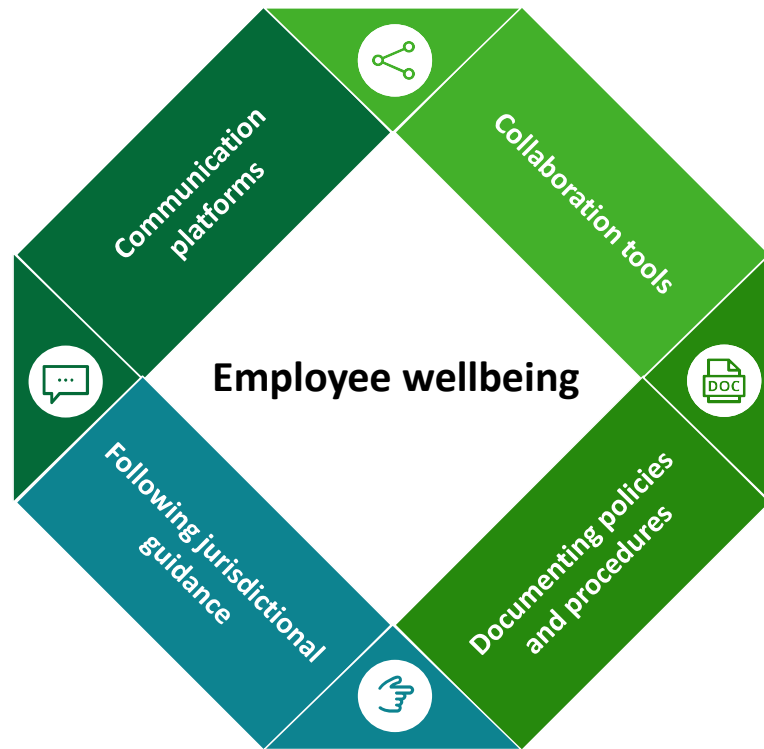 Communication
platforms
Collaboration tools
DOC
Employee wellbeing
Following jurisdictional
guidance
Documenting policies
and procedures